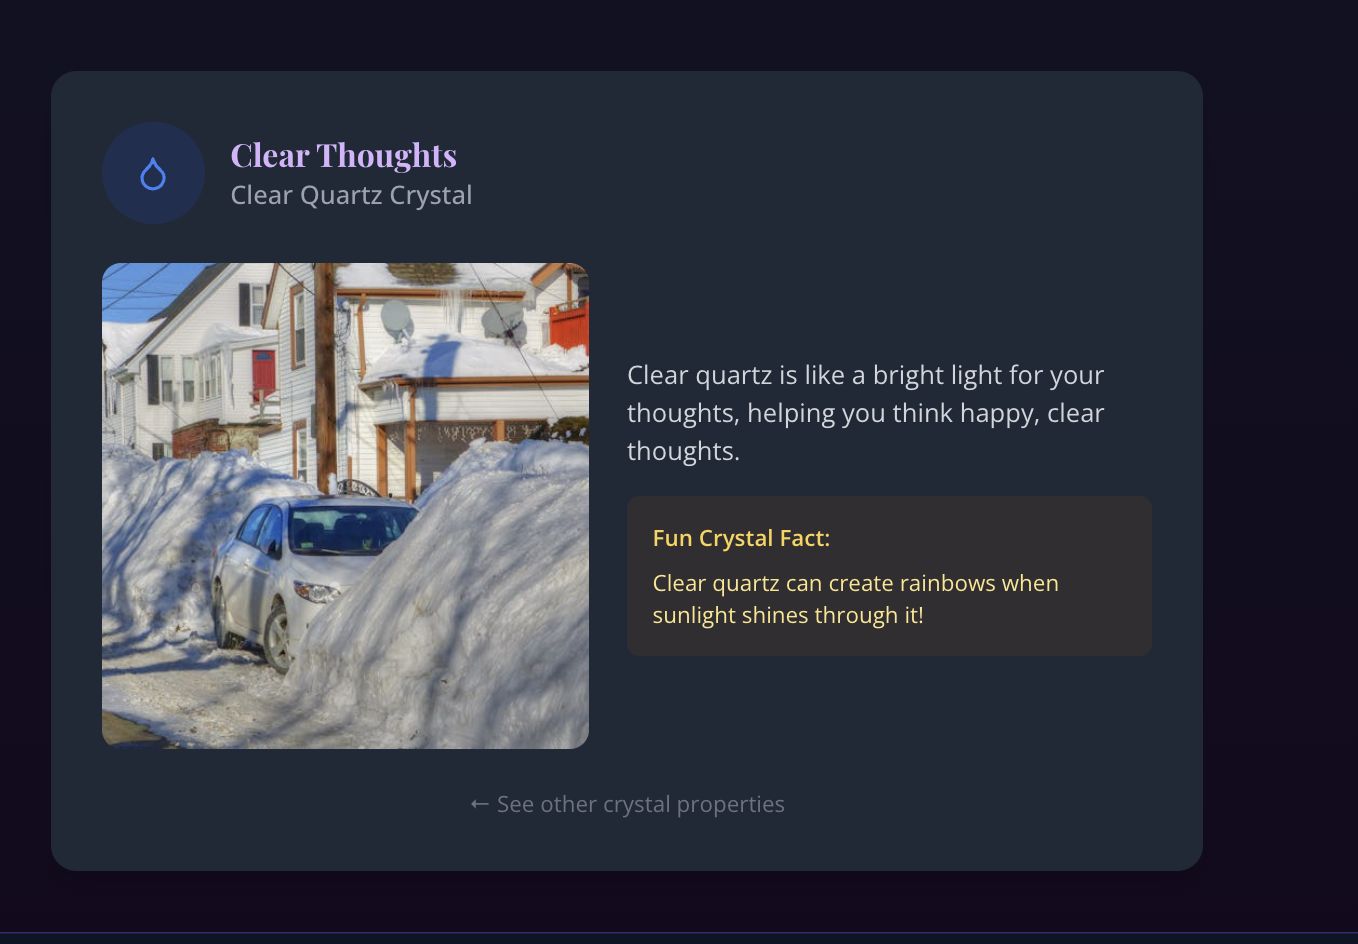 Clear Thoughts
Clear Quartz Crystal
Clear quartz is like a bright light for your
thoughts, helping you think happy, clear
thoughts.
Fun Crystal Fact:
Clear quartz can create rainbows when
sunlight shines through it!
← See other crystal properties